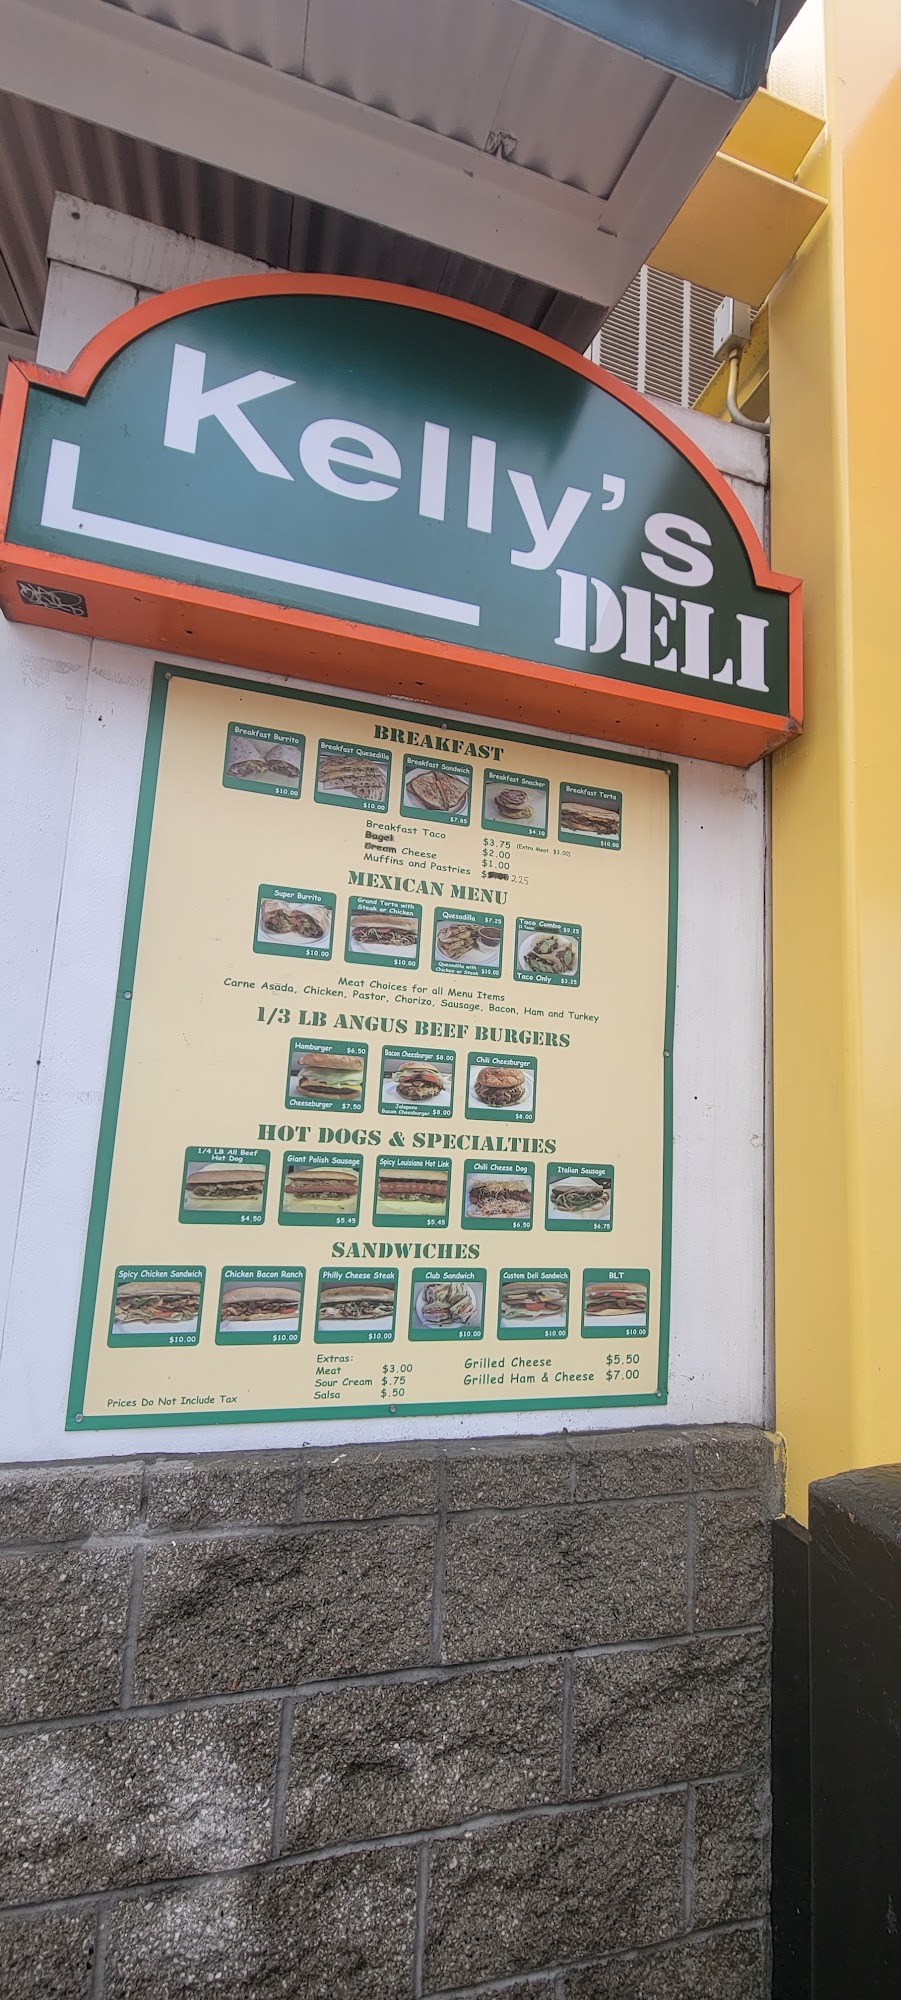 Kelly's
DELI
BREAKFAST
Breakfast Burrito
$10.00
Breakfast Quesedilla
$10.00
Breakfast Sandwich
$7.65
Breakfast Snacker
$4.10
Breakfast Torta
$10.00
Breakfast Taco $3.75 (Extra Meat $3.00)
Bagel $2.00
Cream Cheese $1.00
Muffins and Pastries $ 2.25
MEXICAN MENU
Super Burrito
$10.00
Grand Torta with
Steak or Chicken
$10.00
Quesadilla $7.25
Quesadilla with
Chicken or Steak $10.00
Taco Combo $9.25
Taco Only $3.25
Meat Choices for all Menu Items
Carne Asada, Chicken, Pastor, Chorizo, Sausage, Bacon, Ham and Turkey
1/3 LB ANGUS BEEF BURGERS
Hamburger $6.50
Cheeseburger $7.50
Bacon Cheesburger $8.00
Jalapeno
Bacon Cheesburger $8.00
Chili Cheesburger
$8.00
HOT DOGS & SPECIALTIES
1/4 LB All Beef
Hot Dog
$4.50
Giant Polish Sausage
$5.45
Spicy Louisiana Hot Link
$5.45
Chili Cheese Dog
$6.50
Italian Sausage
$6.75
SANDWICHES
Spicy Chicken Sandwich
$10.00
Chicken Bacon Ranch
$10.00
Philly Cheese Steak
$10.00
Club Sandwich
$10.00
Custom Deli Sandwich
$10.00
BLT
$10.00
Extras:
Meat $3.00
Sour Cream $.75
Salsa $.50
Grilled Cheese $5.50
Grilled Ham & Cheese $7.00
Prices Do Not Include Tax